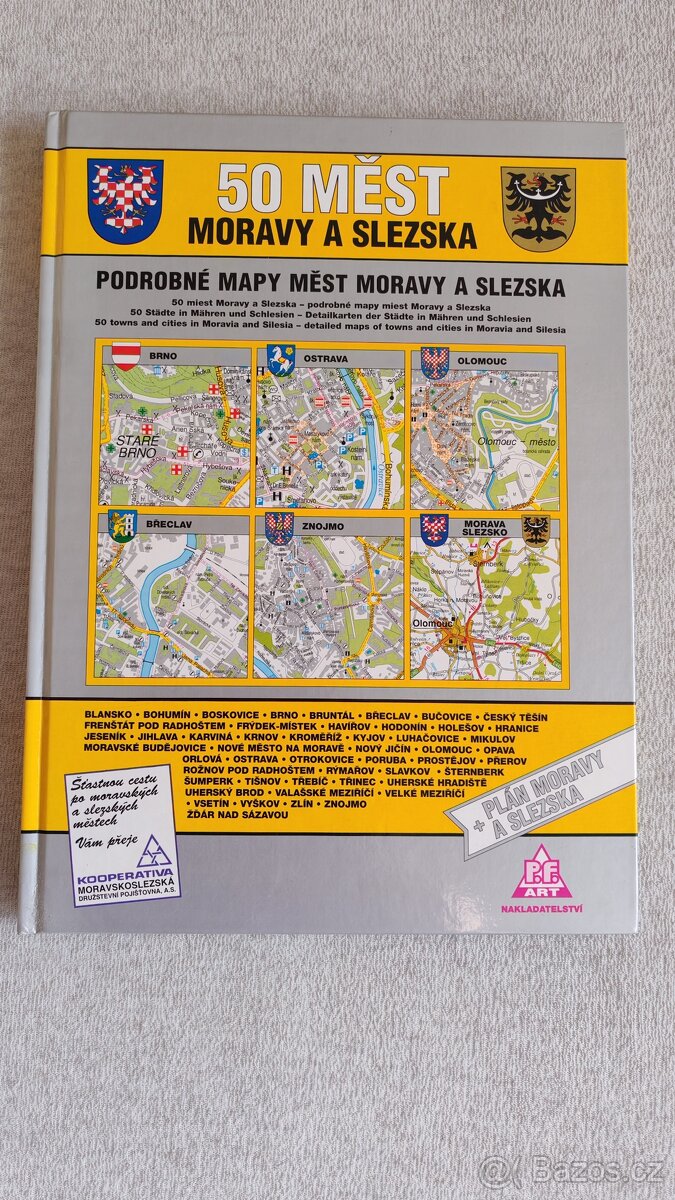 50 MĚST
MORAVY A SLEZSKA
PODROBNÉ MAPY MĚST MORAVY A SLEZSKA
50 miest Moravy a Slezska – podrobné mapy miest Moravy a Slezska
50 Städte in Mähren und Schlesien – Detailkarten der Städte in Mähren und Schlesien
50 towns and cities in Moravia and Silesia – detailed maps of towns and cities in Moravia and Silesia
BRNO
OSTRAVA
OLOMOUC
STARÉ
BRNO
Olomouc – město
Bohumínská
BŘECLAV
ZNOJMO
MORAVA
SLEZSKO
Šternberk
Olomouc
BLANSKO • BOHUMÍN • BOSKOVICE • BRNO • BRUNTÁL • BŘECLAV • BUČOVICE • ČESKÝ TĚŠÍN
FRENŠTÁT POD RADHOŠTEM • FRÝDEK-MÍSTEK • HAVÍŘOV • HODONÍN • HOLEŠOV • HRANICE
JESENÍK • JIHLAVA • KARVINÁ • KRNOV • KROMĚŘÍŽ • KYJOV • LUHAČOVICE • MIKULOV
MORAVSKÉ BUDĚJOVICE • NOVÉ MĚSTO NA MORAVĚ • NOVÝ JIČÍN • OLOMOUC • OPAVA
ORLOVÁ • OSTRAVA • OTROKOVICE • PORUBA • PROSTĚJOV • PŘEROV
ROŽNOV POD RADHOŠTEM • RÝMAŘOV • SLAVKOV • ŠTERNBERK
ŠUMPERK • TIŠNOV • TŘEBÍČ • TŘINEC • UHERSKÉ HRADIŠTĚ
UHERSKÝ BROD • VALAŠSKÉ MEZIŘÍČÍ • VELKÉ MEZIŘÍČÍ
• VSETÍN • VYŠKOV • ZLÍN • ZNOJMO
ŽĎÁR NAD SÁZAVOU
+ PLÁN MORAVY
A SLEZSKA
Šťastnou cestu
po moravských
a slezských
městech
Vám přeje
KOOPERATIVA
MORAVSKOSLEZSKÁ
DRUŽSTEVNÍ POJIŠŤOVNA, A.S.
P.F.
ART
NAKLADATELSTVÍ
Bazos.cz